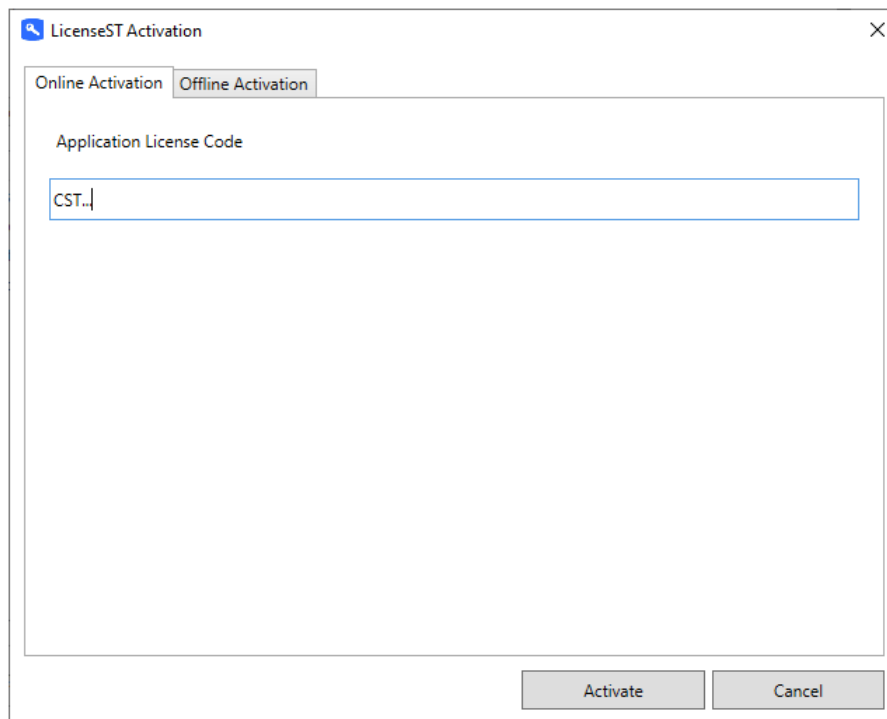 LicenseST Activation
Online Activation Offline Activation
Application License Code
CST...
Activate Cancel